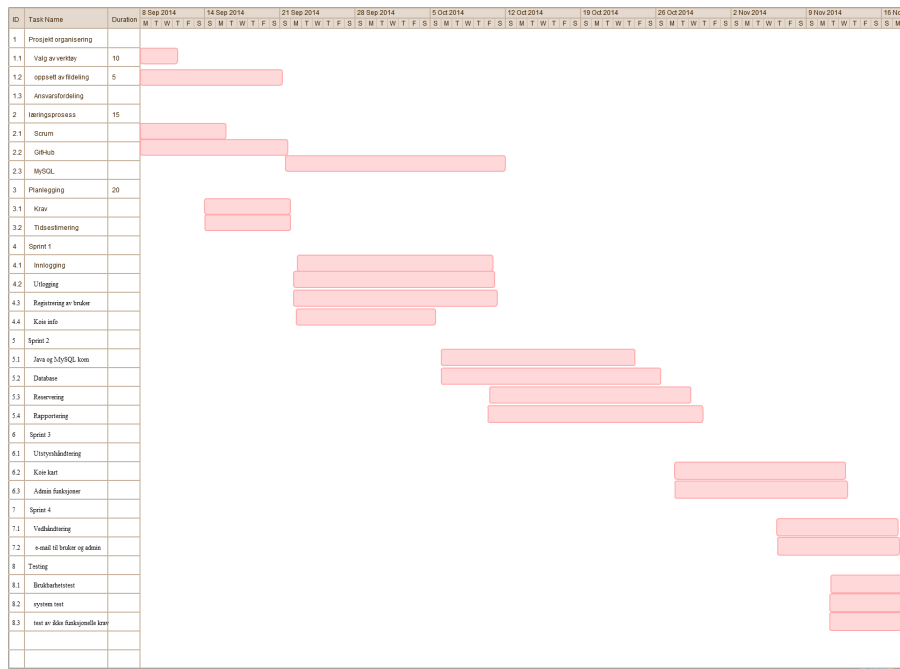 ID Task Name Duration 8 Sep 2014 14 Sep 2014 21 Sep 2014 28 Sep 2014 5 Oct 2014 12 Oct 2014 19 Oct 2014 26 Oct 2014 2 Nov 2014 9 Nov 2014 16 No
M T W T F S S M T W T F S S M T W T F S S M T W T F S S M T W T F S S M T W T F S S M T W T F S S M T W T F S S M T W T F S S M T W T F S S M
1 Prosjekt organisering
1.1 Valg av verktøy 10
1.2 oppsett av fildeling 5
1.3 Ansvarsfordeling
2 læringsprosess 15
2.1 Scrum
2.2 GitHub
2.3 MySQL
3 Planlegging 20
3.1 Krav
3.2 Tidsestimering
4 Sprint 1
4.1 Innlogging
4.2 Utlogging
4.3 Registrering av bruker
4.4 Koie info
5 Sprint 2
5.1 Java og MySQL kom
5.2 Database
5.3 Reservering
5.4 Rapportering
6 Sprint 3
6.1 Utstyrshåndtering
6.2 Koie kart
6.3 Admin funksjoner
7 Sprint 4
7.1 Vedhåndtering
7.2 e-mail til bruker og admin
8 Testing
8.1 Brukbarhetstest
8.2 system test
8.3 test av ikke funksjonelle krav